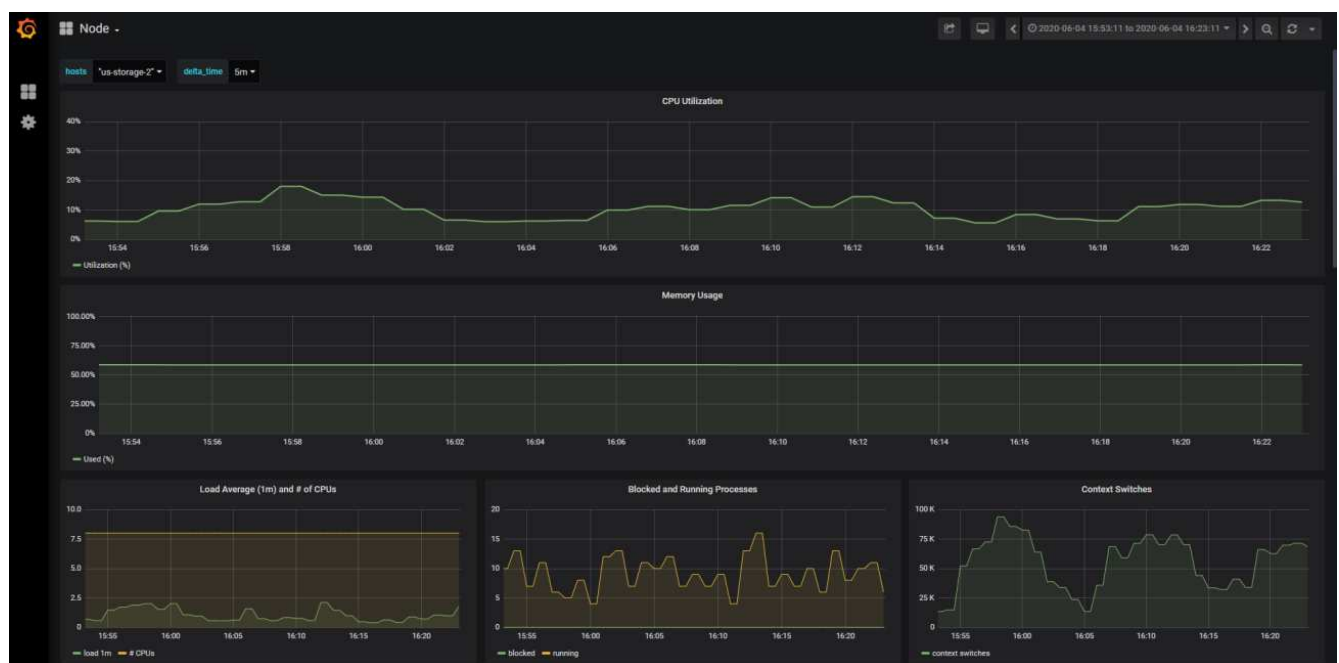 Node
2020-06-04 15:53:11 to 2020-06-04 16:23:11
hosts "us-storage-2" delta_time 5m
CPU Utilization
40%
30%
20%
10%
0%
15:54 15:56 15:58 16:00 16:02 16:04 16:06 16:08 16:10 16:12 16:14 16:16 16:18 16:20 16:22
Utilization (%)
Memory Usage
100.00%
75.00%
50.00%
25.00%
0%
15:54 15:56 15:58 16:00 16:02 16:04 16:06 16:08 16:10 16:12 16:14 16:16 16:18 16:20 16:22
Used (%)
Load Average (1m) and # of CPUs
10.0
7.5
5.0
2.5
0
15:55 16:00 16:05 16:10 16:15 16:20
load 1m # CPUs
Blocked and Running Processes
20
15
10
5
0
15:55 16:00 16:05 16:10 16:15 16:20
blocked running
Context Switches
100 K
75 K
50 K
25 K
0
15:55 16:00 16:05 16:10 16:15 16:20
context switches